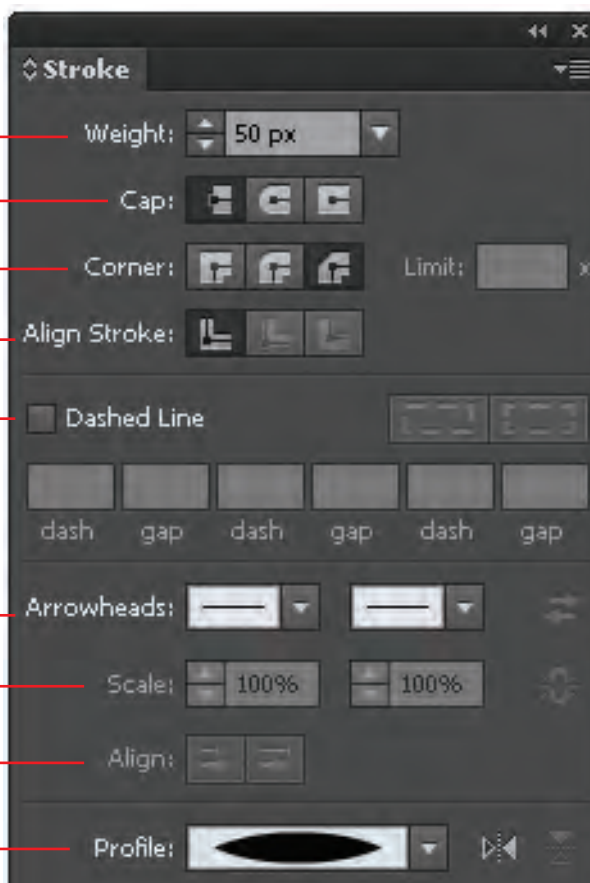 Stroke
Weight: 50 px
Cap:
Corner: Limit: x
Align Stroke:
Dashed Line
dash gap dash gap dash gap
Arrowheads:
Scale: 100% 100%
Align:
Profile: